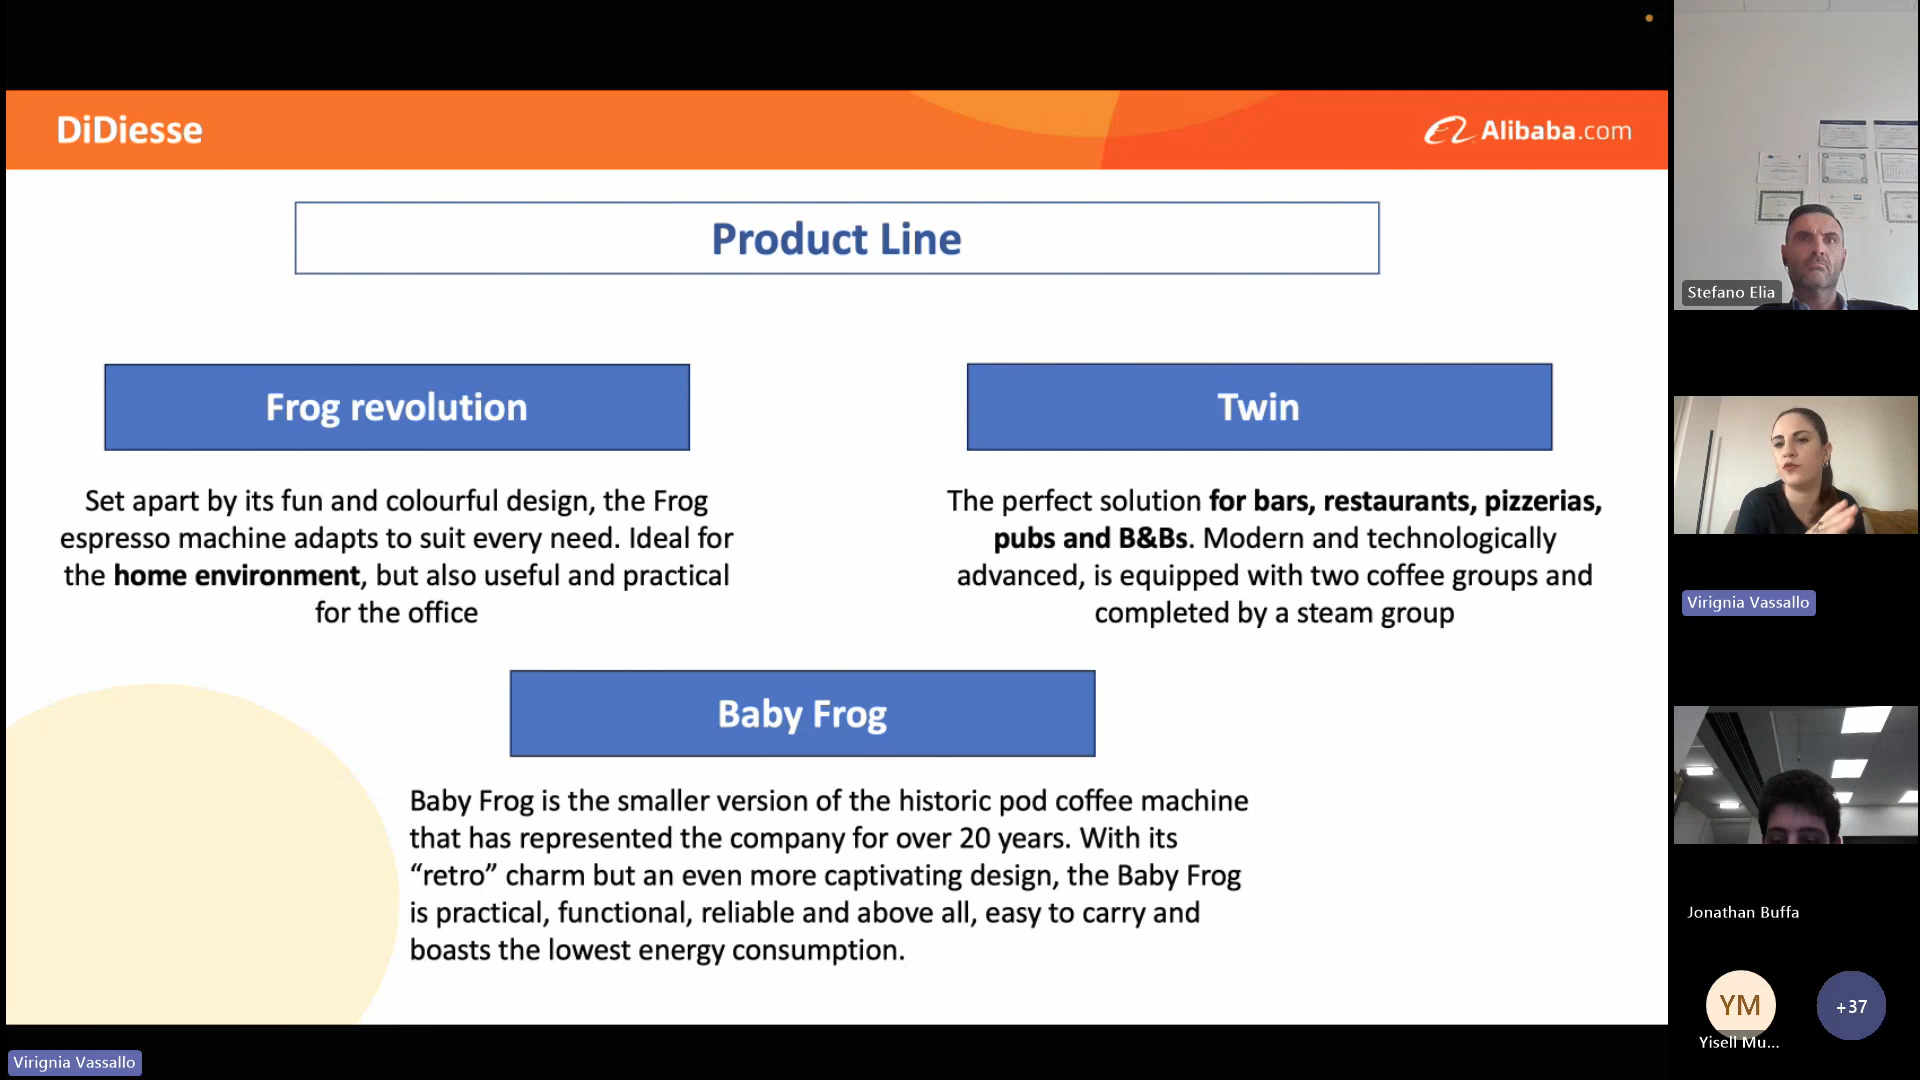 DiDiesse
Alibaba.com
Product Line
Frog revolution
Set apart by its fun and colourful design, the Frog
espresso machine adapts to suit every need. Ideal for
the home environment, but also useful and practical
for the office
Twin
The perfect solution for bars, restaurants, pizzerias,
pubs and B&Bs. Modern and technologically
advanced, is equipped with two coffee groups and
completed by a steam group
Baby Frog
Baby Frog is the smaller version of the historic pod coffee machine
that has represented the company for over 20 years. With its
“retro” charm but an even more captivating design, the Baby Frog
is practical, functional, reliable and above all, easy to carry and
boasts the lowest energy consumption.
Virignia Vassallo
Stefano Elia
Virignia Vassallo
Jonathan Buffa
YM
Yisell Mu...
+37